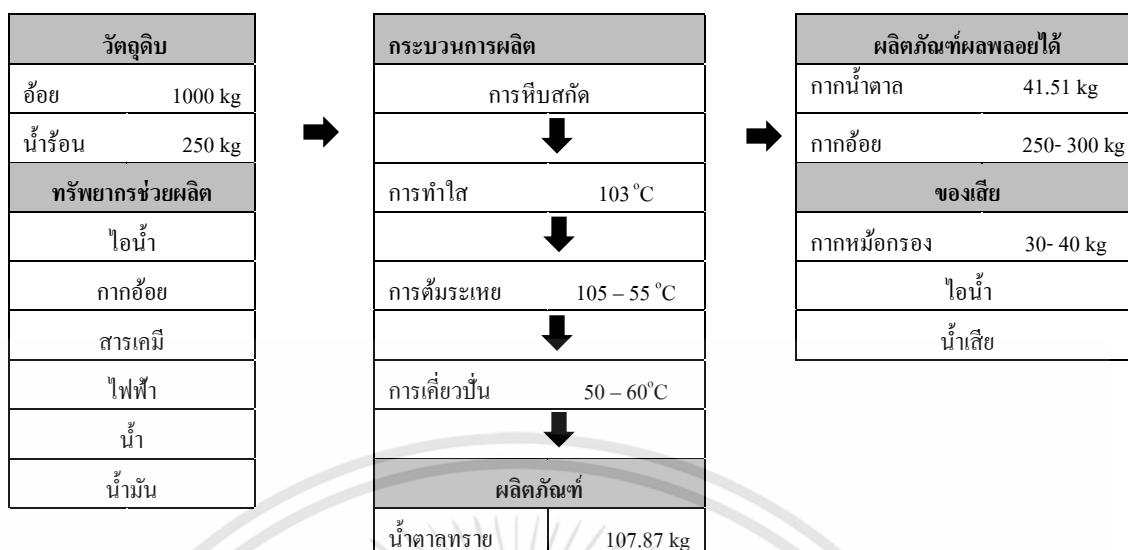 วัตถุดิบ
อ้อย 1000 kg
น้ำร้อน 250 kg
ทรัพยากรช่วยผลิต
ไอน้ำ
กากอ้อย
สารเคมี
ไฟฟ้า
น้ำ
น้ำมัน
กระบวนการผลิต
การหีบสกัด
การทำใส 103 °C
การต้มระเหย 105 – 55 °C
การเคี่ยวปั่น 50 – 60°C
ผลิตภัณฑ์
น้ำตาลทราย 107.87 kg
ผลิตภัณฑ์ผลพลอยได้
กากน้ำตาล 41.51 kg
กากอ้อย 250- 300 kg
ของเสีย
กากหม้อกรอง 30- 40 kg
ไอน้ำ
น้ำเสีย